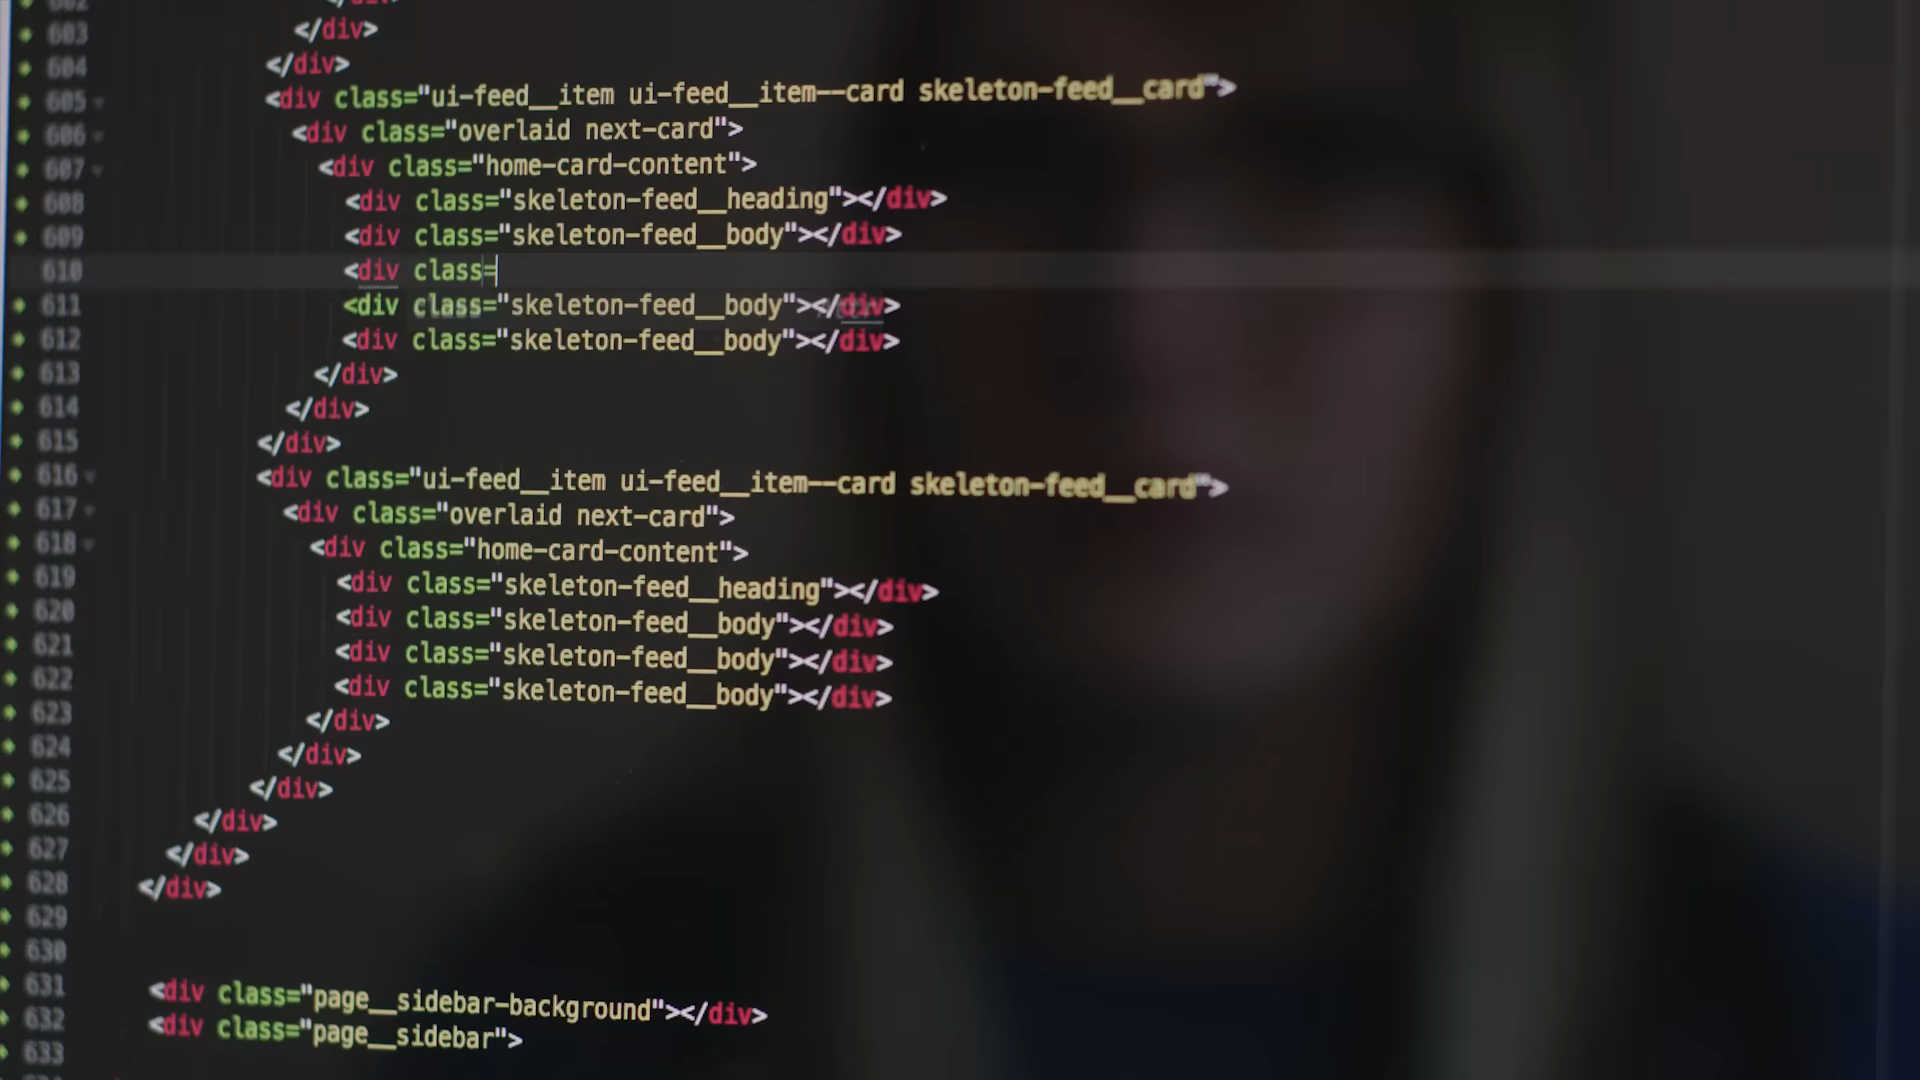 602 </div>
603 </div>
604 </div>
605 <div class="ui-feed__item ui-feed__item--card skeleton-feed__card">
606 <div class="overlaid next-card">
607 <div class="home-card-content">
608 <div class="skeleton-feed__heading"></div>
609 <div class="skeleton-feed__body"></div>
610 <div class=
611 <div class="skeleton-feed__body"></div>
612 <div class="skeleton-feed__body"></div>
613 </div>
614 </div>
615 </div>
616 <div class="ui-feed__item ui-feed__item--card skeleton-feed__card">
617 <div class="overlaid next-card">
618 <div class="home-card-content">
619 <div class="skeleton-feed__heading"></div>
620 <div class="skeleton-feed__body"></div>
621 <div class="skeleton-feed__body"></div>
622 <div class="skeleton-feed__body"></div>
623 </div>
624 </div>
625 </div>
626 </div>
627 </div>
628 </div>
629
630
631 <div class="page__sidebar-background"></div>
632 <div class="page__sidebar">
633